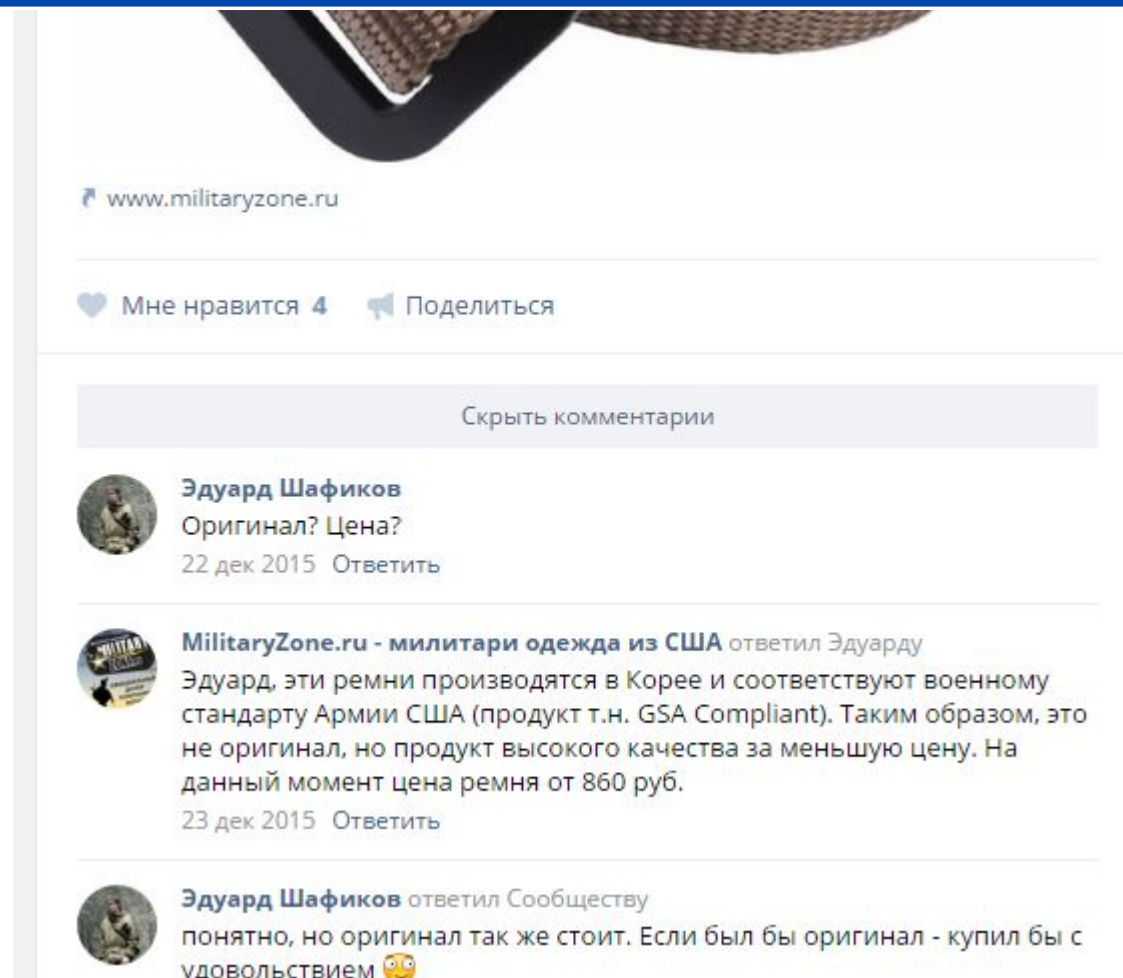 www.militaryzone.ru
Мне нравится 4 Поделиться
Скрыть комментарии
Эдуард Шафиков
Оригинал? Цена?
22 дек 2015 Ответить
MilitaryZone.ru - милитари одежда из США ответил Эдуарду
Эдуард, эти ремни производятся в Корее и соответствуют военному
стандарту Армии США (продукт т.н. GSA Compliant). Таким образом, это
не оригинал, но продукт высокого качества за меньшую цену. На
данный момент цена ремня от 860 руб.
23 дек 2015 Ответить
Эдуард Шафиков ответил Сообществу
понятно, но оригинал так же стоит. Если был бы оригинал - купил бы с
удовольствием